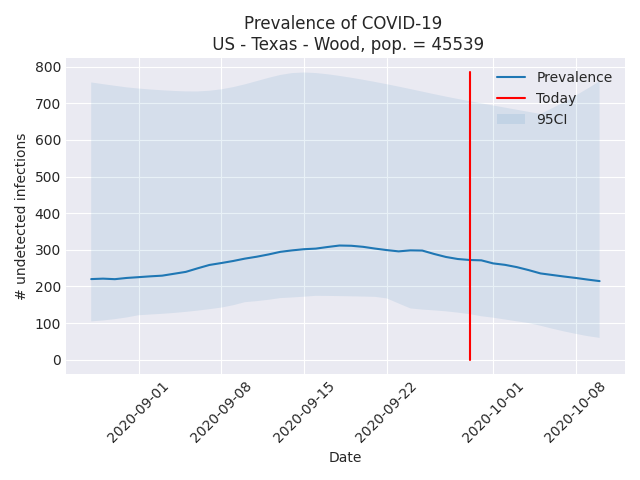 Prevalence of COVID-19
US - Texas - Wood, pop. = 45539
Prevalence
Today
95CI
# undetected infections
800
700
600
500
400
300
200
100
0
2020-09-01
2020-09-08
2020-09-15
2020-09-22
2020-10-01
2020-10-08
Date